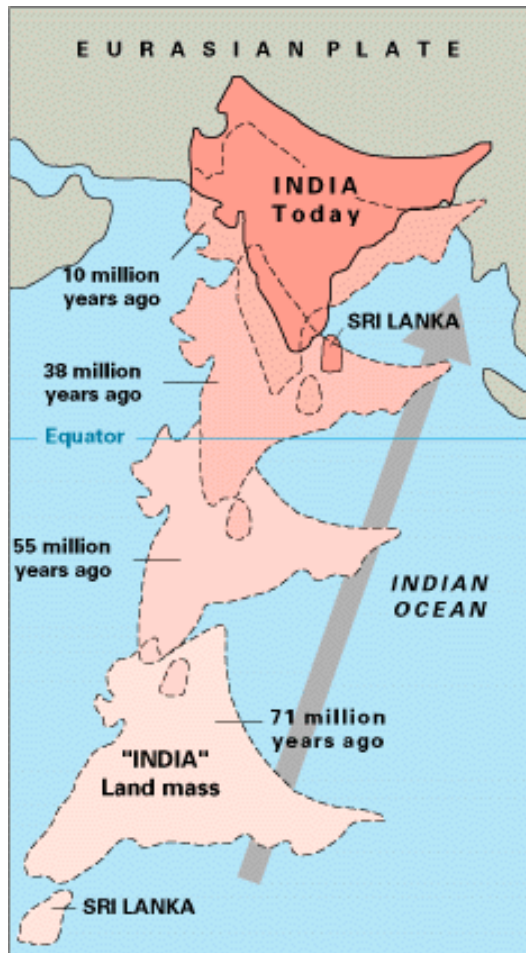 EURASIAN PLATE
INDIA
Today
10 million
years ago
SRI LANKA
38 million
years ago
Equator
55 million
years ago
INDIAN
OCEAN
71 million
years ago
"INDIA"
Land mass
SRI LANKA